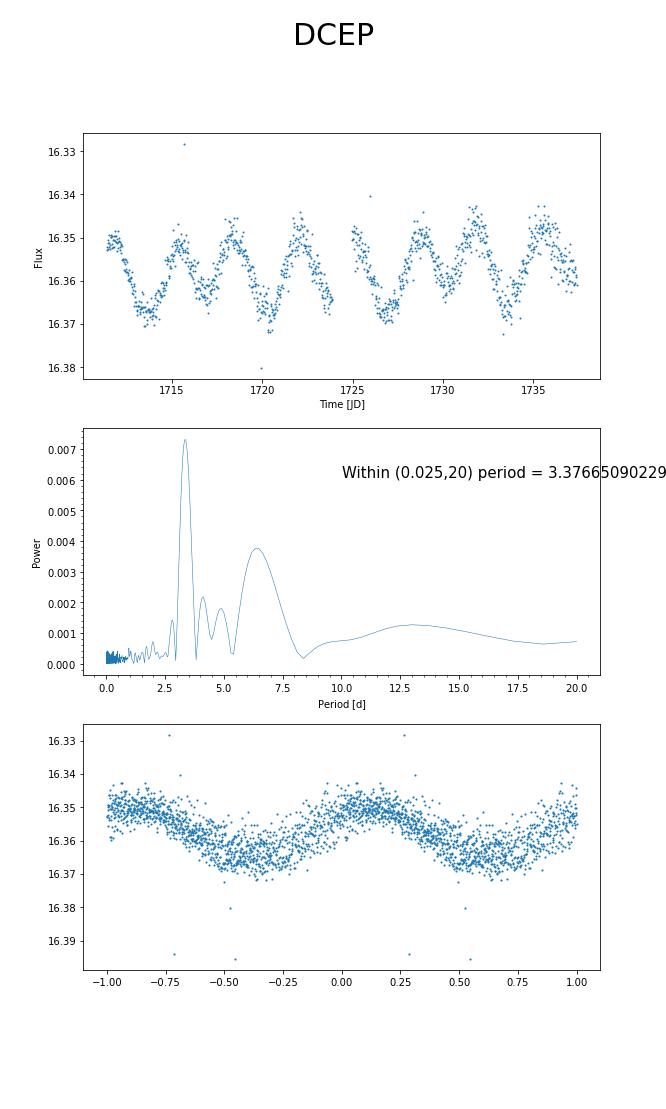 DCEP
16.33
16.34
16.35
16.36
16.37
16.38
Flux
1715 1720 1725 1730 1735
Time [JD]
Within (0.025,20) period = 3.37665090229
0.007
0.006
0.005
0.004
0.003
0.002
0.001
0.000
Power
0.0 2.5 5.0 7.5 10.0 12.5 15.0 17.5 20.0
Period [d]
16.33
16.34
16.35
16.36
16.37
16.38
16.39
−1.00 −0.75 −0.50 −0.25 0.00 0.25 0.50 0.75 1.00